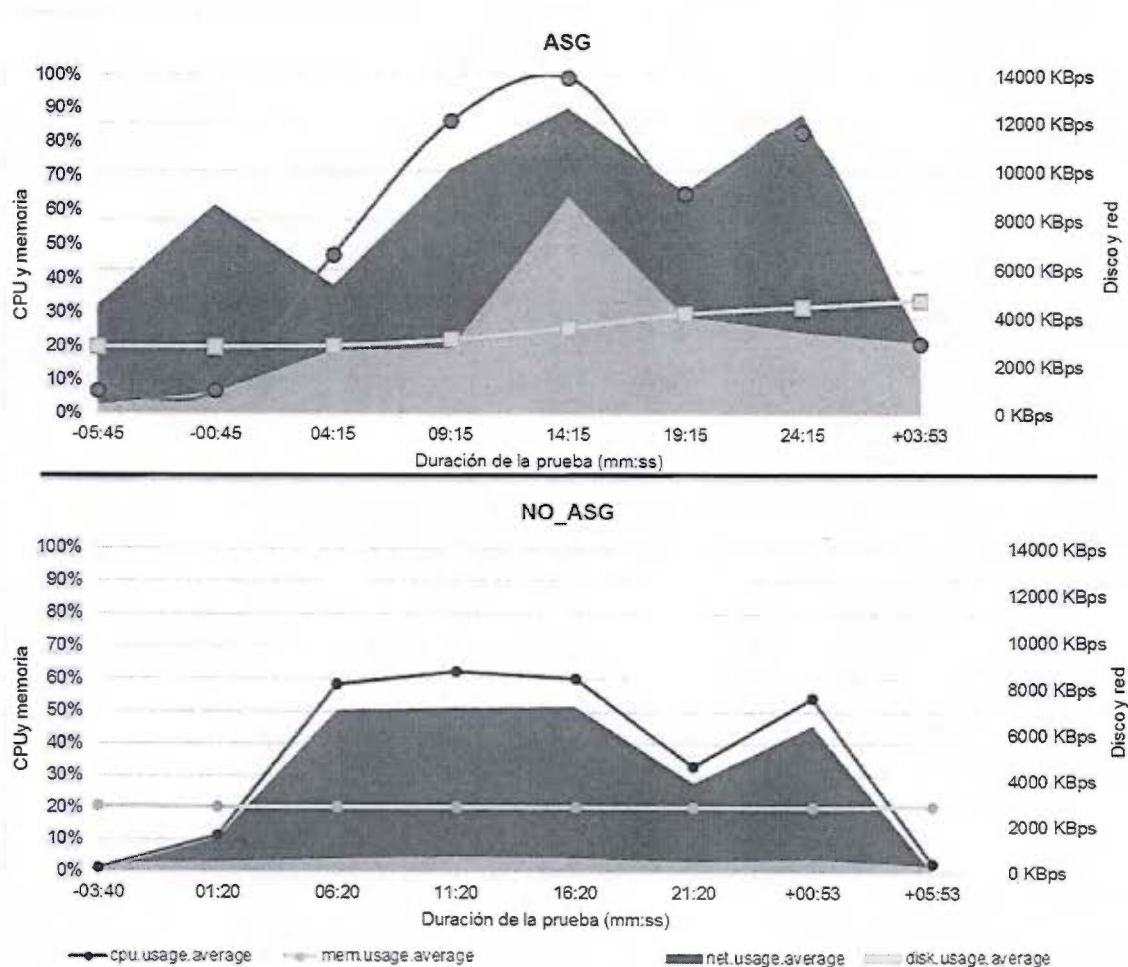 ASG
100%
90%
80%
70%
60%
50%
40%
30%
20%
10%
0%
CPU y memoria
14000 KBps
12000 KBps
10000 KBps
8000 KBps
6000 KBps
4000 KBps
2000 KBps
0 KBps
Disco y red
-05:45 -00:45 04:15 09:15 14:15 19:15 24:15 +03:53
Duración de la prueba (mm:ss)
NO_ASG
100%
90%
80%
70%
60%
50%
40%
30%
20%
10%
0%
CPUy memoria
14000 KBps
12000 KBps
10000 KBps
8000 KBps
6000 KBps
4000 KBps
2000 KBps
0 KBps
Disco y red
-03:40 01:20 06:20 11:20 16:20 21:20 +00:53 +05:53
Duración de la prueba (mm:ss)
cpu.usage.average mem.usage.average net.usage.average disk.usage.average